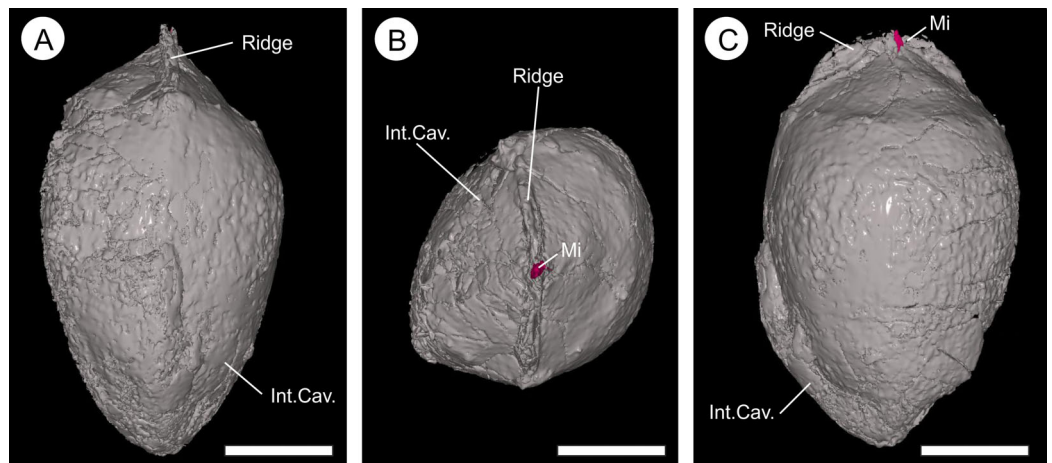 A
Ridge
Int.Cav.
B
Ridge
Int.Cav.
Mi
C
Ridge
Mi
Int.Cav.